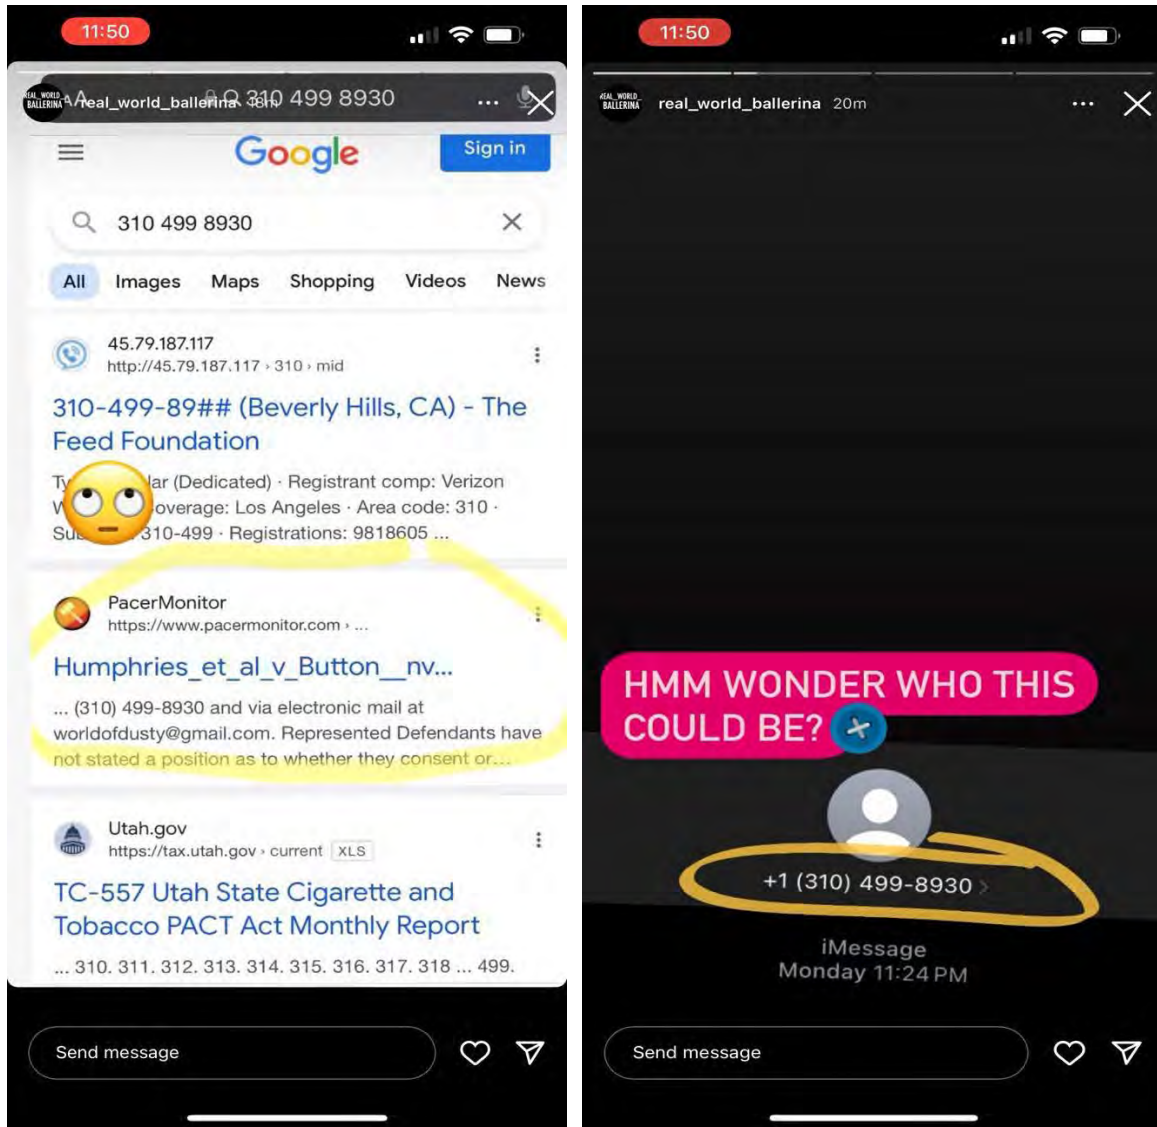 11:50
REAL_WORLD_
BALLERINA
AA
real_world_ballerina 18m
310 499 8930
Google
Sign in
310 499 8930
All Images Maps Shopping Videos News
45.79.187.117
http://45.79.187.117 › 310 › mid
310-499-89## (Beverly Hills, CA) - The
Feed Foundation
lar (Dedicated) · Registrant comp: Verizon
overage: Los Angeles · Area code: 310 ·
310-499 · Registrations: 9818605 ...
PacerMonitor
https://www.pacermonitor.com › ...
Humphries_et_al_v_Button__nv...
... (310) 499-8930 and via electronic mail at
worldofdusty@gmail.com. Represented Defendants have
not stated a position as to whether they consent or...
Utah.gov
https://tax.utah.gov › current XLS
TC-557 Utah State Cigarette and
Tobacco PACT Act Monthly Report
... 310. 311. 312. 313. 314. 315. 316. 317. 318 ... 499.
Send message
11:50
REAL_WORLD_
BALLERINA
real_world_ballerina 20m
HMM WONDER WHO THIS
COULD BE?
+1 (310) 499-8930 >
iMessage
Monday 11:24 PM
Send message